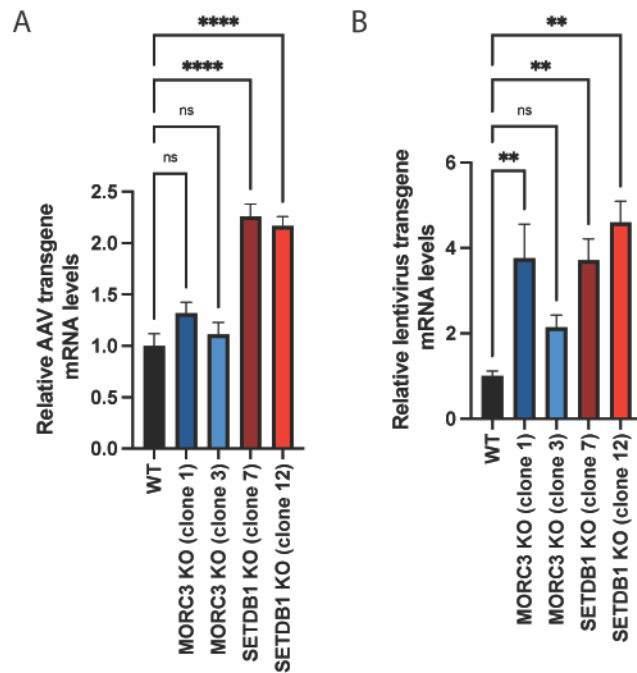 A
****
****
ns
ns
Relative AAV transgene
mRNA levels
2.5
2.0
1.5
1.0
0.5
0.0
WT
MORC3 KO (clone 1)
MORC3 KO (clone 3)
SETDB1 KO (clone 7)
SETDB1 KO (clone 12)
B
**
**
ns
**
Relative lentivirus transgene
mRNA levels
6
4
2
0
WT
MORC3 KO (clone 1)
MORC3 KO (clone 3)
SETDB1 KO (clone 7)
SETDB1 KO (clone 12)